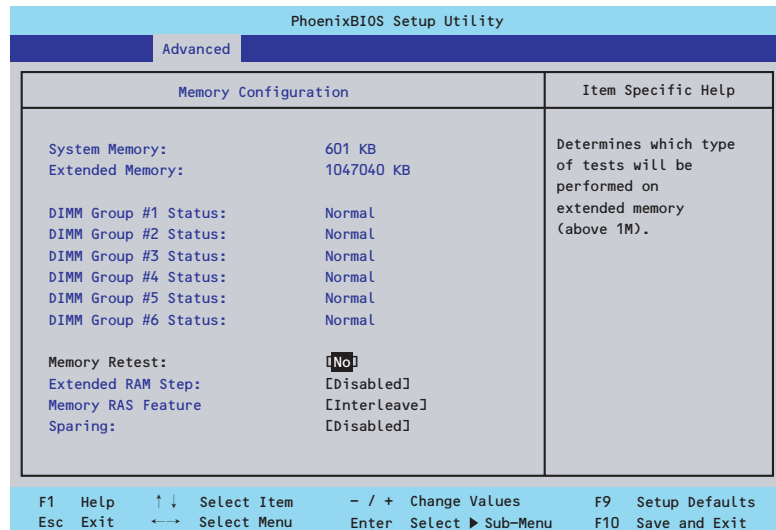 PhoenixBIOS Setup Utility
Advanced
Memory Configuration
Item Specific Help
System Memory: 601 KB
Extended Memory: 1047040 KB
DIMM Group #1 Status: Normal
DIMM Group #2 Status: Normal
DIMM Group #3 Status: Normal
DIMM Group #4 Status: Normal
DIMM Group #5 Status: Normal
DIMM Group #6 Status: Normal
Memory Retest: [No]
Extended RAM Step: [Disabled]
Memory RAS Feature [Interleave]
Sparing: [Disabled]
Determines which type
of tests will be
performed on
extended memory
(above 1M).
F1 Help ↑↓ Select Item - / + Change Values F9 Setup Defaults
Esc Exit ←→ Select Menu Enter Select ▶ Sub-Menu F10 Save and Exit